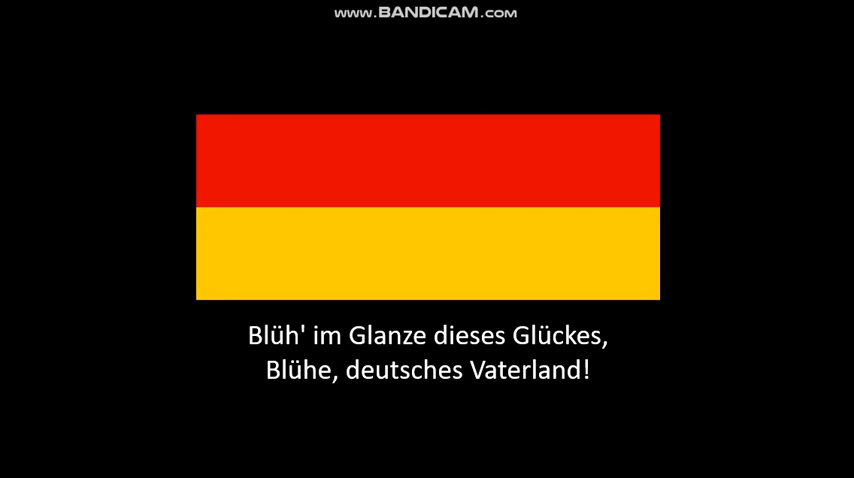 www.BANDICAM.com
Blüh' im Glanze dieses Glückes,
Blühe, deutsches Vaterland!